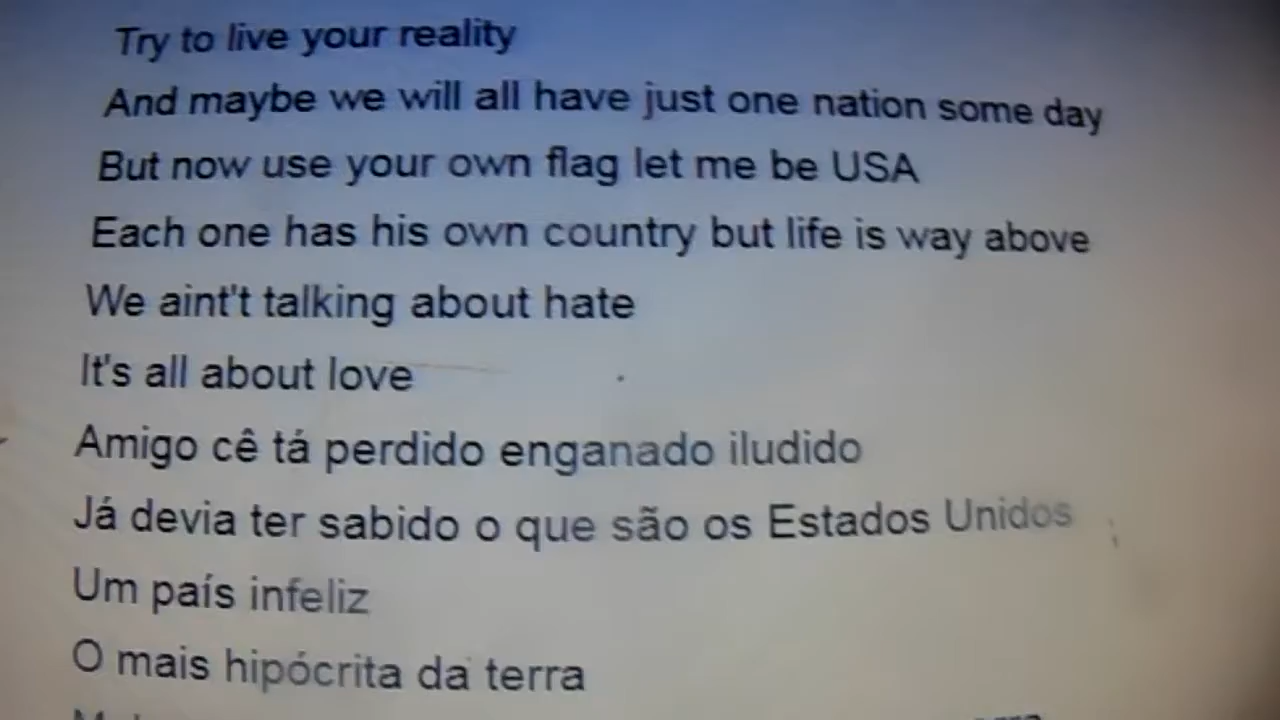 Try to live your reality
And maybe we will all have just one nation some day
But now use your own flag let me be USA
Each one has his own country but life is way above
We aint't talking about hate
It's all about love
Amigo cê tá perdido enganado iludido
Já devia ter sabido o que são os Estados Unidos
Um país infeliz
O mais hipócrita da terra